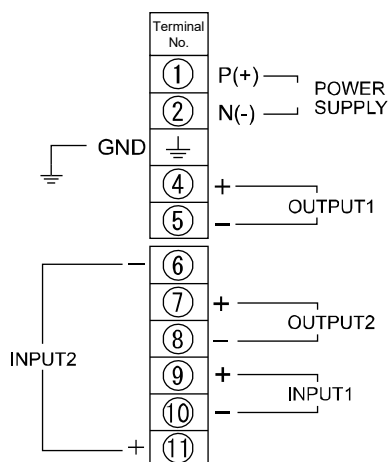 Terminal
No.
① P(+)
POWER
SUPPLY
② N(-)
GND
④ +
OUTPUT1
⑤ −
− ⑥
⑦ +
OUTPUT2
⑧ −
INPUT2
⑨ +
INPUT1
⑩ −
+ ⑪